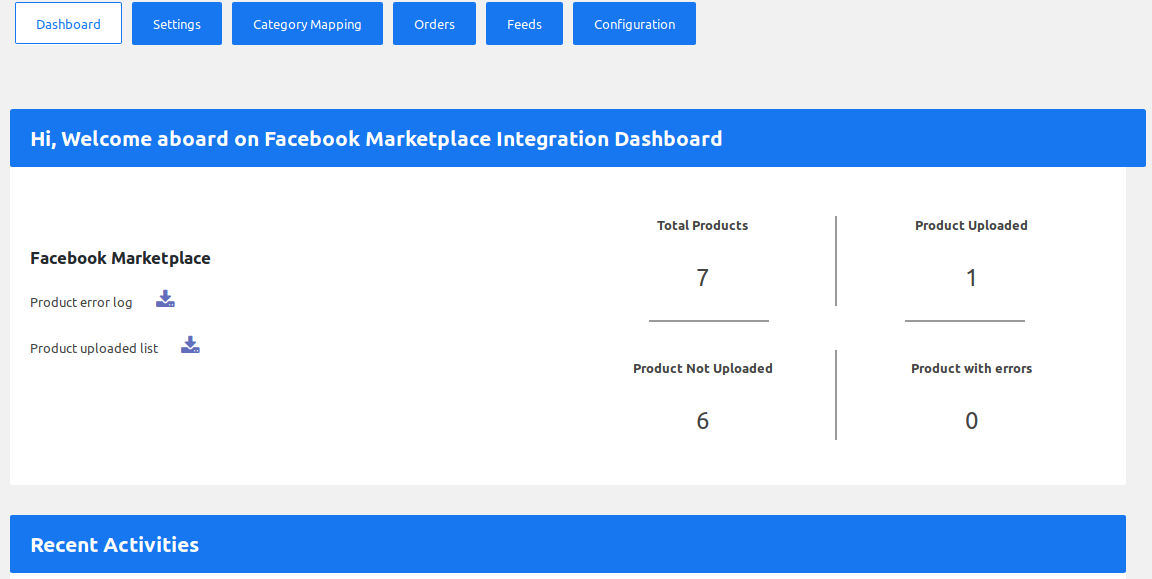 Dashboard Settings Category Mapping Orders Feeds Configuration
Hi, Welcome aboard on Facebook Marketplace Integration Dashboard
Facebook Marketplace
Product error log
Product uploaded list
Total Products
7
Product Uploaded
1
Product Not Uploaded
6
Product with errors
0
Recent Activities